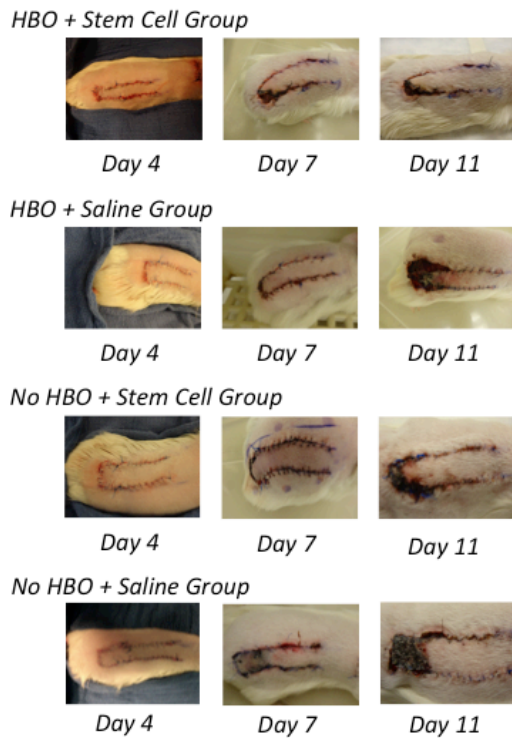 HBO + Stem Cell Group
Day 4 Day 7 Day 11
HBO + Saline Group
Day 4 Day 7 Day 11
No HBO + Stem Cell Group
Day 4 Day 7 Day 11
No HBO + Saline Group
Day 4 Day 7 Day 11